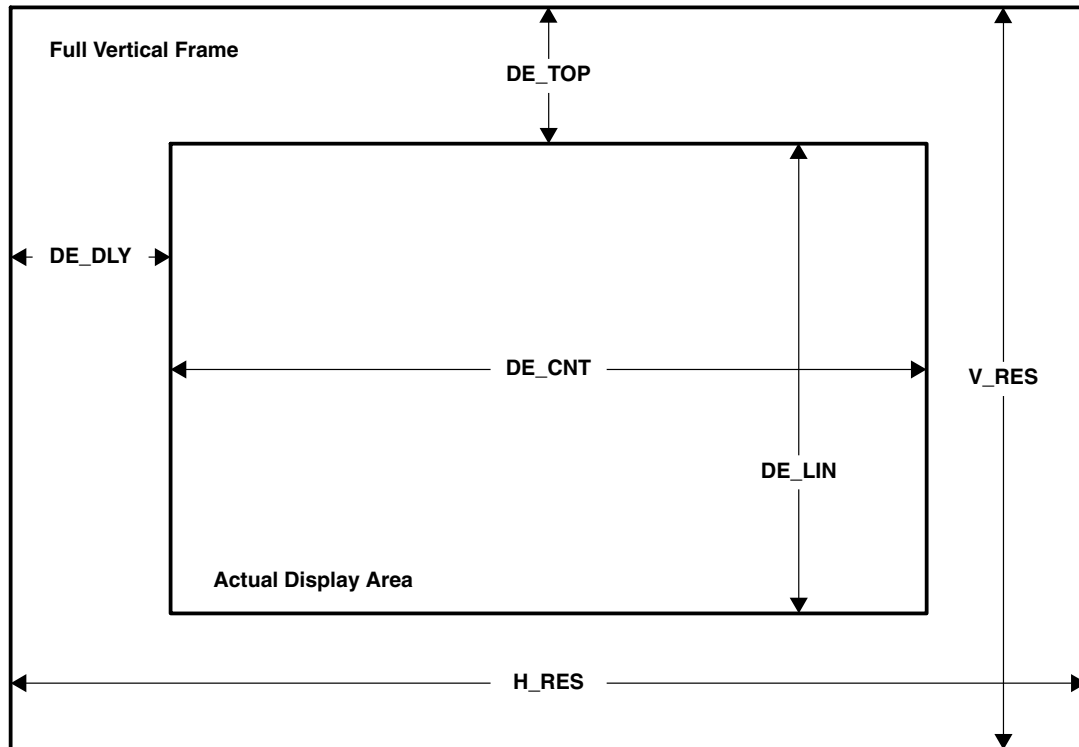 Full Vertical Frame
DE_TOP
DE_DLY
DE_CNT
V_RES
DE_LIN
Actual Display Area
H_RES